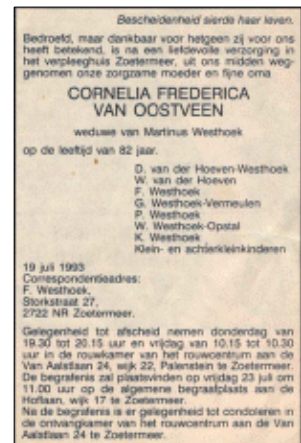 Bescheidenheid sierde haar leven.
Bedroefd, maar dankbaar voor hetgeen zij voor ons
heeft betekend, is na een liefdevolle verzorging in
het verpleeghuis Zoetermeer, uit ons midden weg-
genomen onze zorgzame moeder en fijne oma
CORNELIA FREDERICA
VAN OOSTVEEN
weduwe van Martinus Westhoek
op de leeftijd van 82 jaar.
D. van der Hoeven-Westhoek
W. van der Hoeven
F. Westhoek
G. Westhoek-Vermeulen
P. Westhoek
W. Westhoek-Opstal
K. Westhoek
Klein- en achterkleinkinderen
19 juli 1993
Correspondentieadres:
F. Westhoek,
Storkstraat 27,
2722 NR Zoetermeer.
Gelegenheid tot afscheid nemen donderdag van
19.30 tot 20.15 uur en vrijdag van 10.15 tot 10.30
uur in de rouwkamer van het rouwcentrum aan de
Van Aalstlaan 24, wijk 22, Palenstein te Zoetermeer.
De begrafenis zal plaatsvinden op vrijdag 23 juli om
11.00 uur op de algemene begraafplaats aan de
Hoflaan, wijk 17 te Zoetermeer.
Na de begrafenis is er gelegenheid tot condoleren in
de ontvangkamer van het rouwcentrum aan de Van
Aalstlaan 24 te Zoetermeer.